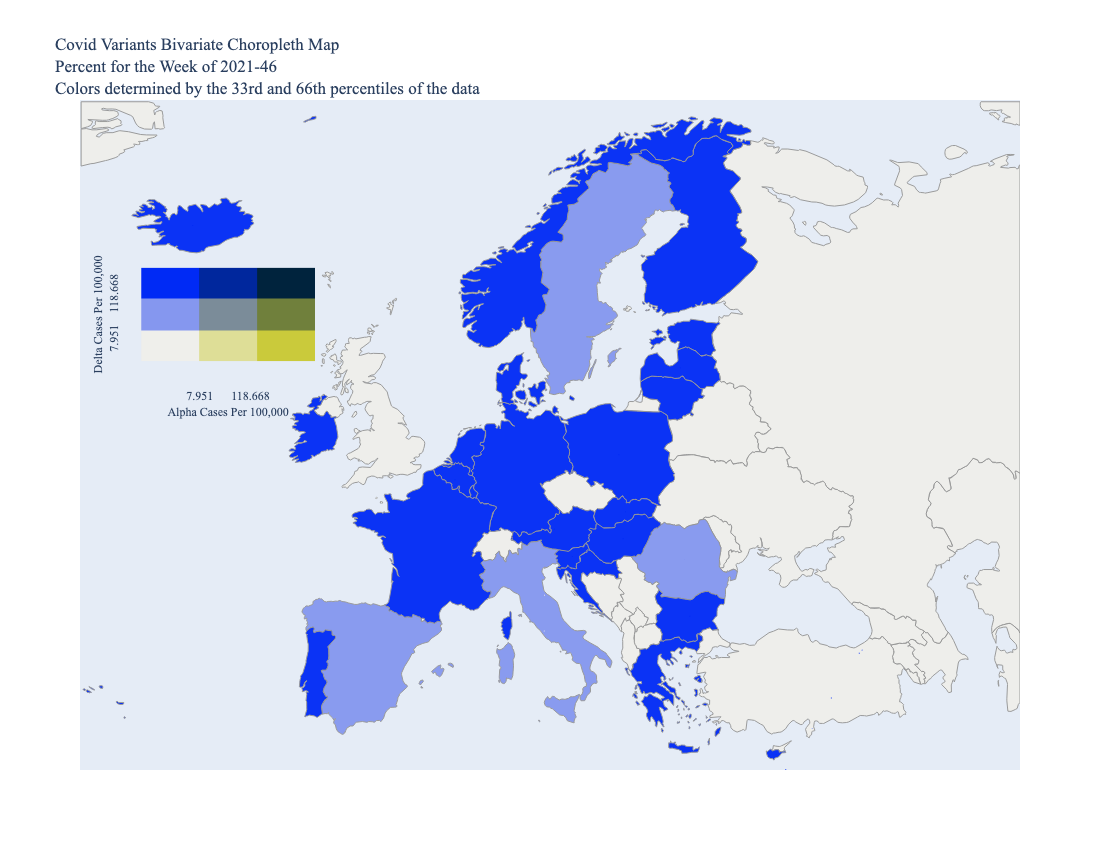 Covid Variants Bivariate Choropleth Map
Percent for the Week of 2021-46
Colors determined by the 33rd and 66th percentiles of the data
Delta Cases Per 100,000
7.951 118.668
7.951 118.668
Alpha Cases Per 100,000